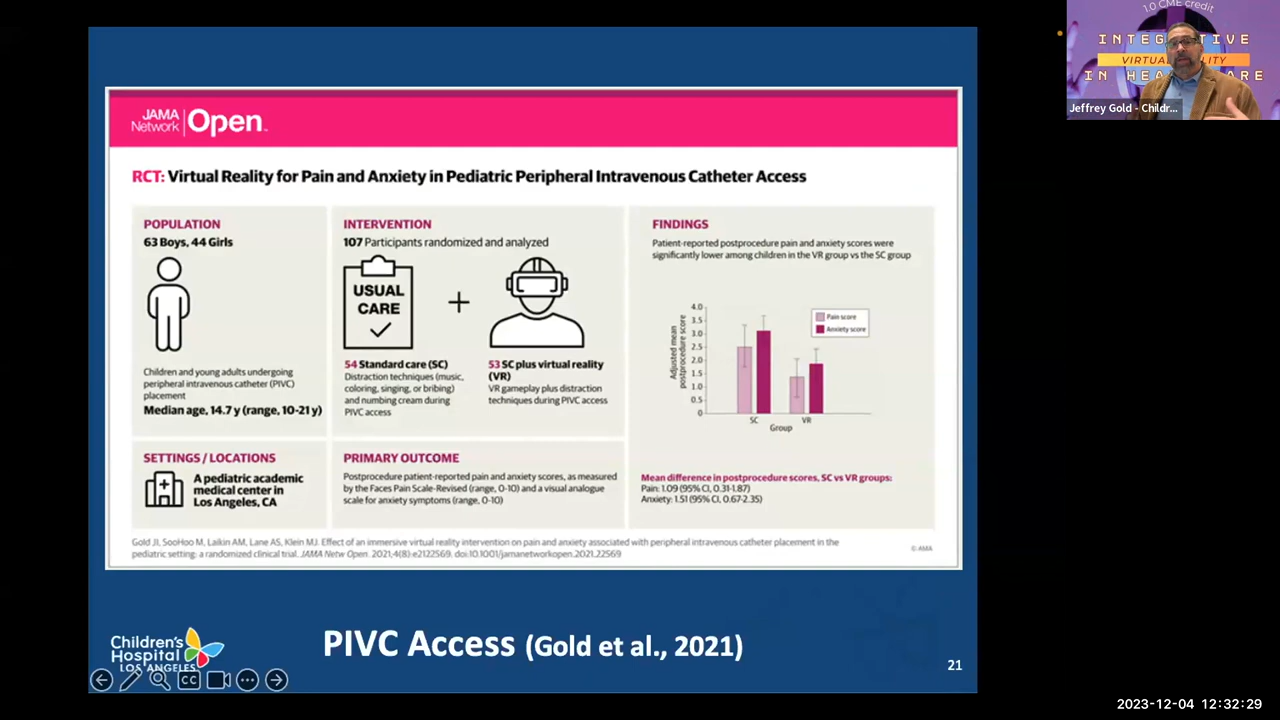 JAMA Network Open
RCT: Virtual Reality for Pain and Anxiety in Pediatric Peripheral Intravenous Catheter Access
POPULATION
63 Boys, 44 Girls
Children and young adults undergoing
peripheral intravenous catheter (PIVC)
placement
Median age, 14.7 y (range, 10-21 y)
SETTINGS / LOCATIONS
A pediatric academic
medical center in
Los Angeles, CA
INTERVENTION
107 Participants randomized and analyzed
USUAL
CARE
+
54 Standard care (SC)
Distraction techniques (music,
coloring, singing, or bribing)
and numbing cream during
PIVC access
53 SC plus virtual reality
(VR)
VR gameplay plus distraction
techniques during PIVC access
PRIMARY OUTCOME
Postprocedure patient-reported pain and anxiety scores, as measured
by the Faces Pain Scale-Revised (range, 0-10) and a visual analogue
scale for anxiety symptoms (range, 0-10)
FINDINGS
Patient-reported postprocedure pain and anxiety scores were
significantly lower among children in the VR group vs the SC group
Adjusted mean
postprocedure score
4.0
3.5
3.0
2.5
2.0
1.5
1.0
0.5
0
Pain score
Anxiety score
SC
VR
Group
Mean difference in postprocedure scores, SC vs VR groups:
Pain: 1.09 (95% CI, 0.31-1.87)
Anxiety: 1.51 (95% CI, 0.67-2.35)
Gold JI, SooHoo M, Laikin AM, Lane AS, Klein MJ. Effect of an immersive virtual reality intervention on pain and anxiety associated with peripheral intravenous catheter placement in the
pediatric setting: a randomized clinical trial. JAMA Netw Open. 2021;4(8):e2122569. doi:10.1001/jamanetworkopen.2021.22569
© AMA
Children's
Hospital
LOS ANGELES
PIVC Access (Gold et al., 2021)
21
CC
1.0 CME credit
VIRTUAL
Jeffrey Gold - Childr...
2023-12-04 12:32:29